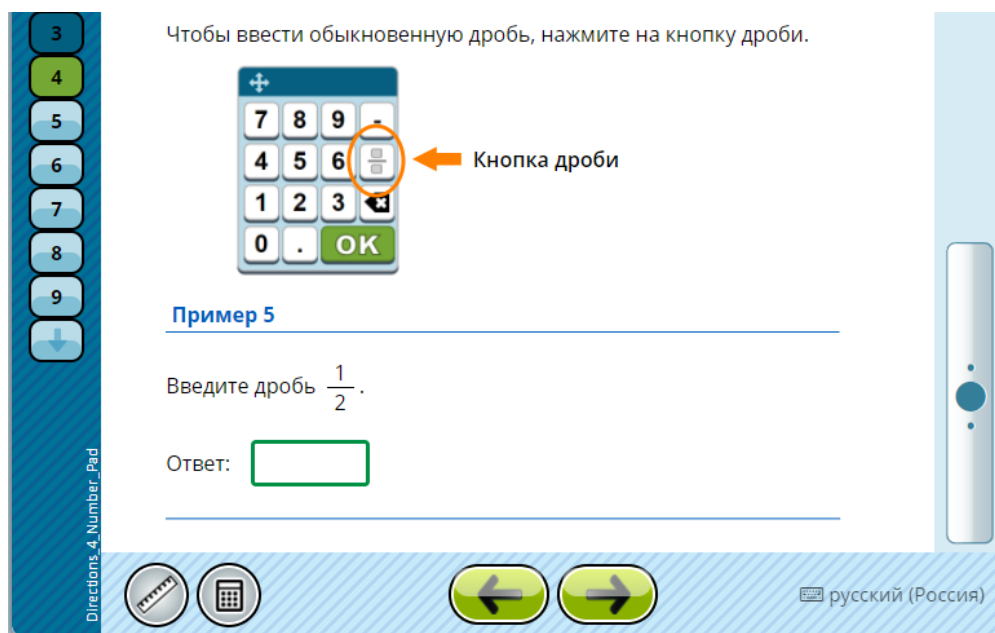 3
4
5
6
7
8
9
Directions_4_Number_Pad
Чтобы ввести обыкновенную дробь, нажмите на кнопку дроби.
7 8 9 -
4 5 6
1 2 3
0 . OK
Кнопка дроби
Пример 5
Введите дробь 1/2 .
Ответ:
русский (Россия)